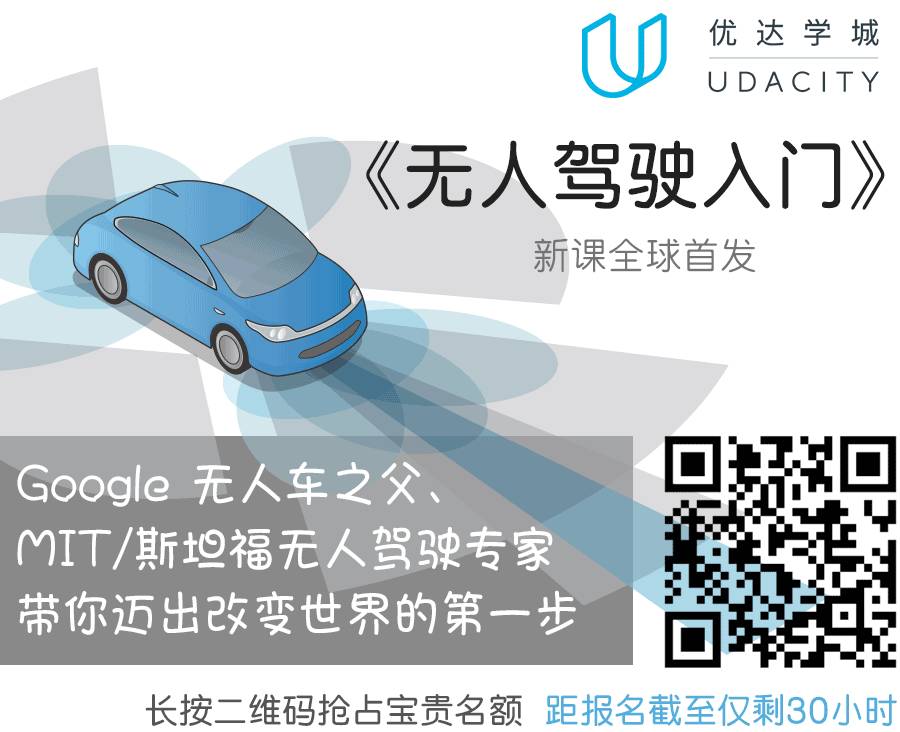 优达学城
UDACITY
《无人驾驶入门》
新课全球首发
Google 无人车之父、
MIT/斯坦福无人驾驶专家
带你迈出改变世界的第一步
长按二维码抢占宝贵名额 距报名截至仅剩30小时